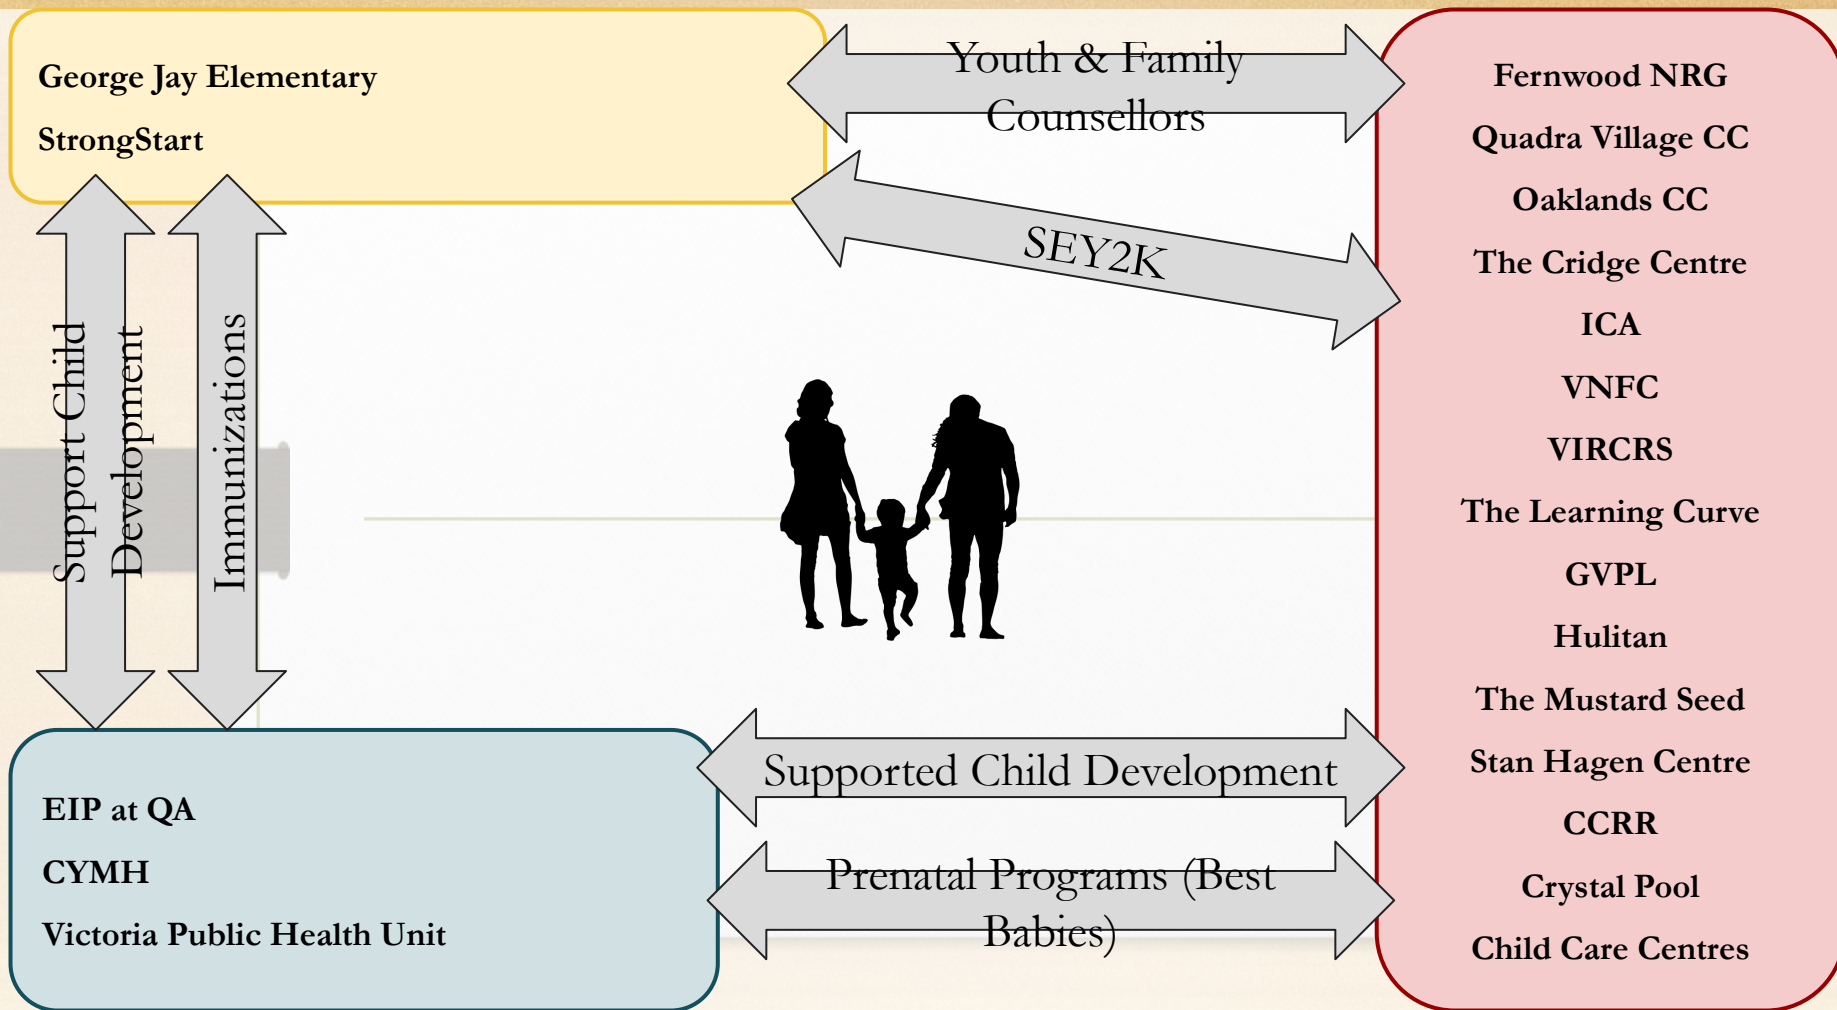 George Jay Elementary
StrongStart
Youth & Family
Counsellors
SEY2K
Support Child
Development
Immunizations
EIP at QA
CYMH
Victoria Public Health Unit
Supported Child Development
Prenatal Programs (Best
Babies)
Fernwood NRG
Quadra Village CC
Oaklands CC
The Cridge Centre
ICA
VNFC
VIRCRS
The Learning Curve
GVPL
Hulitan
The Mustard Seed
Stan Hagen Centre
CCRR
Crystal Pool
Child Care Centres